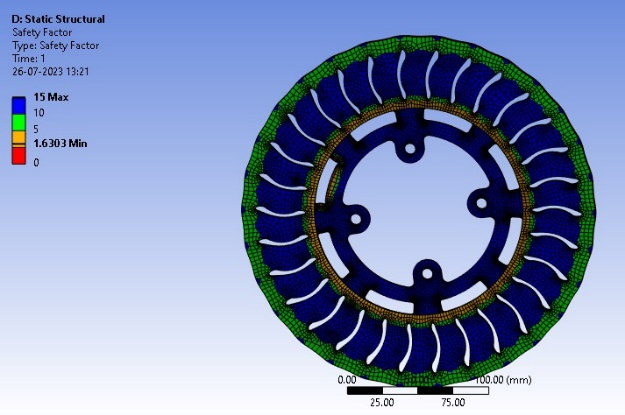 D: Static Structural
Safety Factor
Type: Safety Factor
Time: 1
26-07-2023 13:21
15 Max
10
5
1.6303 Min
0
0.00 100.00 (mm)
25.00 75.00